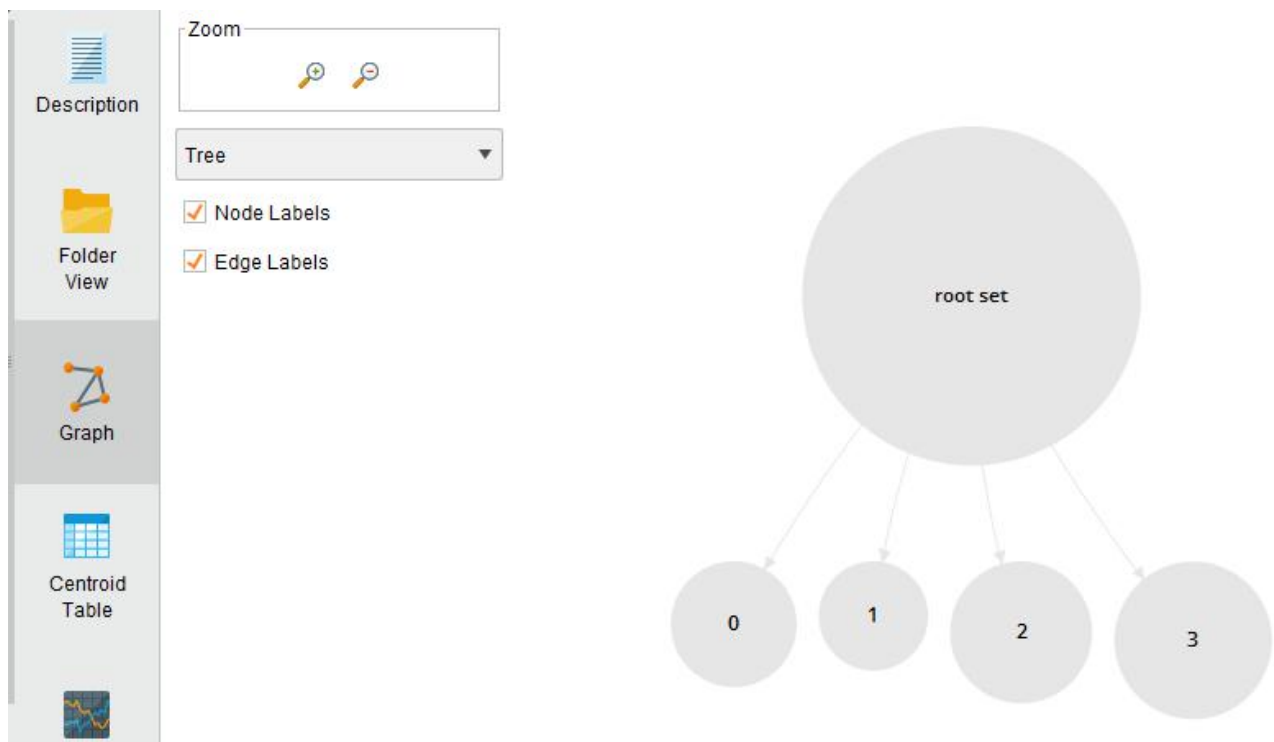 Description
Folder
View
Graph
Centroid
Table
Zoom
Tree
Node Labels
Edge Labels
root set
0
1
2
3